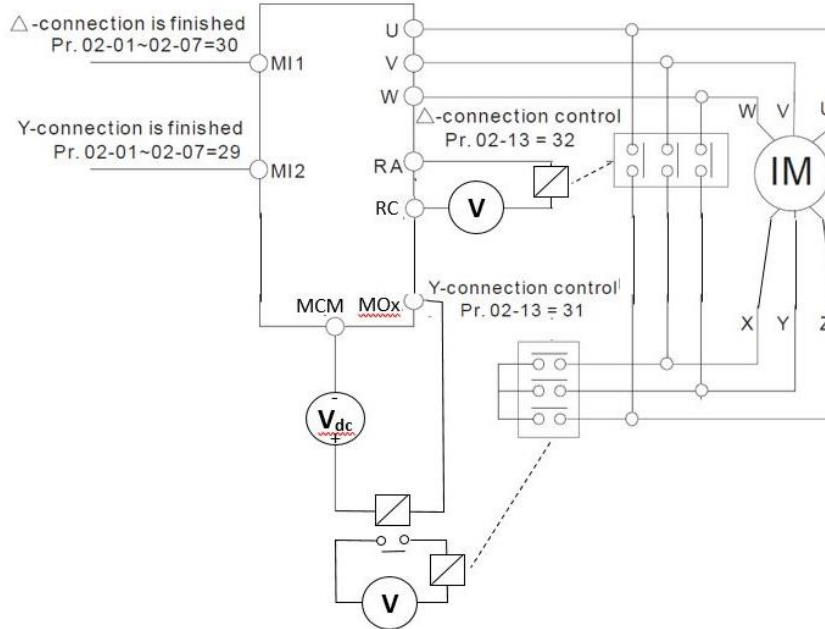 △-connection is finished
Pr. 02-01~02-07=30
MI1
Y-connection is finished
Pr. 02-01~02-07=29
MI2
U
V
W
△-connection control
Pr. 02-13 = 32
RA
RC
V
W V U
IM
MCM MOx
Y-connection control
Pr. 02-13 = 31
X Y Z
-
Vdc
+
V